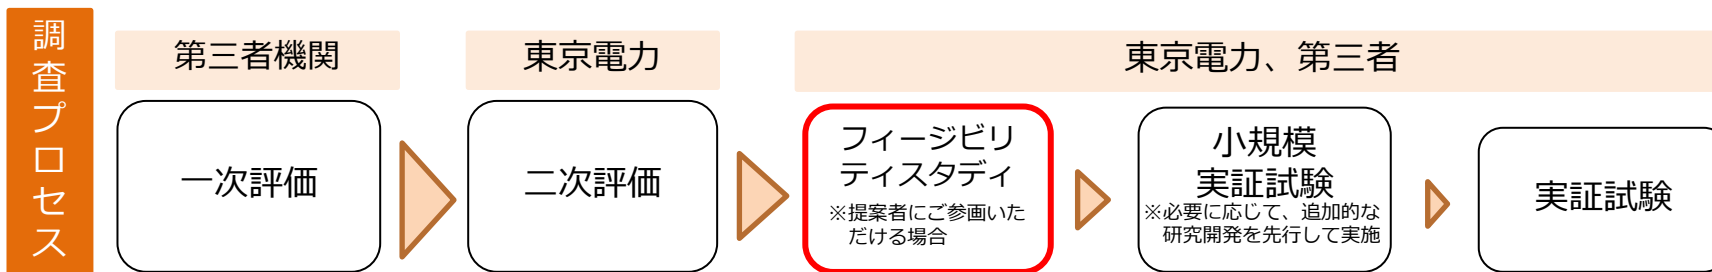 調査プロセス
第三者機関
東京電力
東京電力、第三者
一次評価
二次評価
フィージビリ
ティスタディ
※提案者にご参画いた
だける場合
小規模
実証試験
※必要に応じて、追加的な
研究開発を先行して実施
実証試験